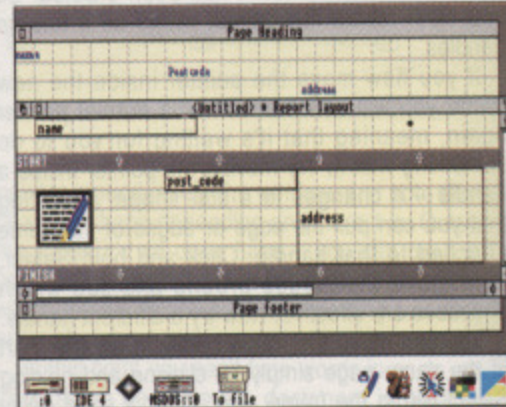 Page Heading
name
Post code
address
<Untitled> * Report layout
name
START
post_code
address
FINISH
Page footer
:0 IDE 4 MSDOS::0 To file